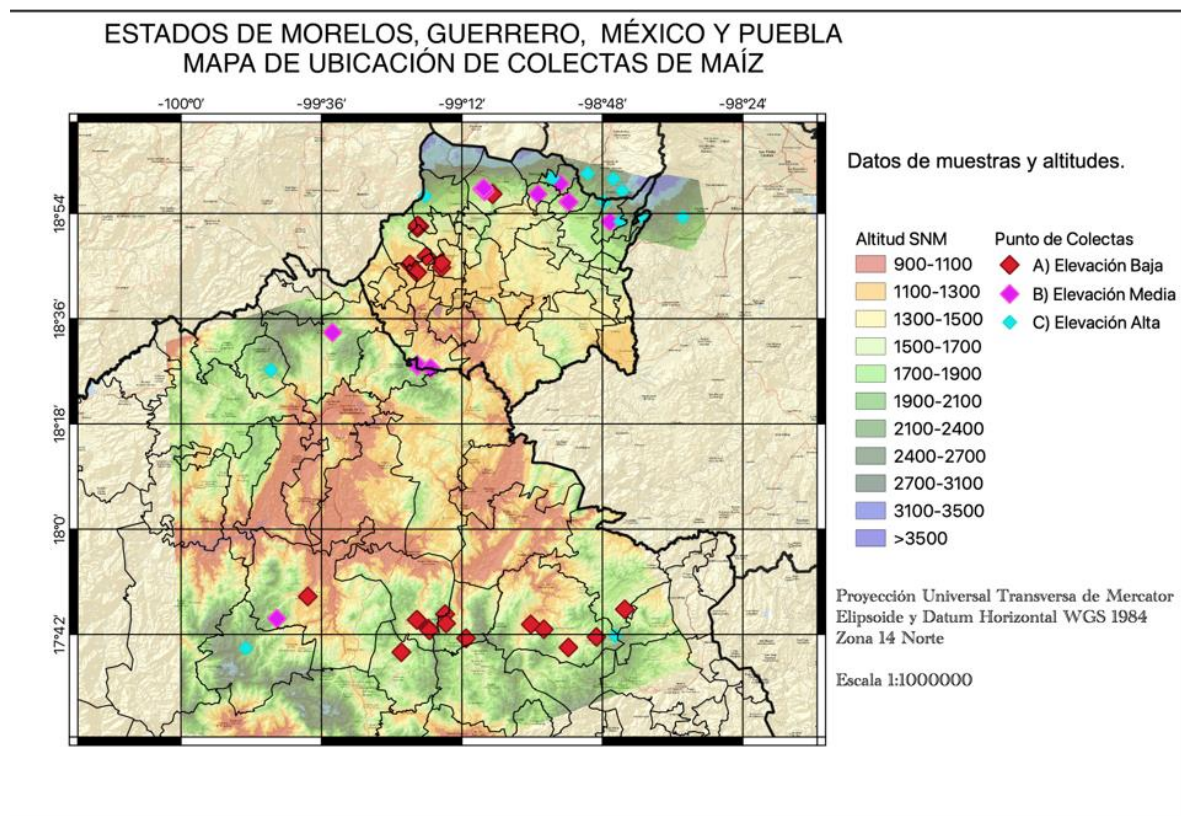 ESTADOS DE MORELOS, GUERRERO, MÉXICO Y PUEBLA
MAPA DE UBICACIÓN DE COLECTAS DE MAÍZ
-100°0' -99°36' -99°12' -98°48' -98°24'
18°54'
18°36'
18°18'
18°0'
17°42'
Datos de muestras y altitudes.
Altitud SNM
900-1100
1100-1300
1300-1500
1500-1700
1700-1900
1900-2100
2100-2400
2400-2700
2700-3100
3100-3500
>3500
Punto de Colectas
A) Elevación Baja
B) Elevación Media
C) Elevación Alta
Proyección Universal Transversa de Mercator
Elipsoide y Datum Horizontal WGS 1984
Zona 14 Norte
Escala 1:1000000